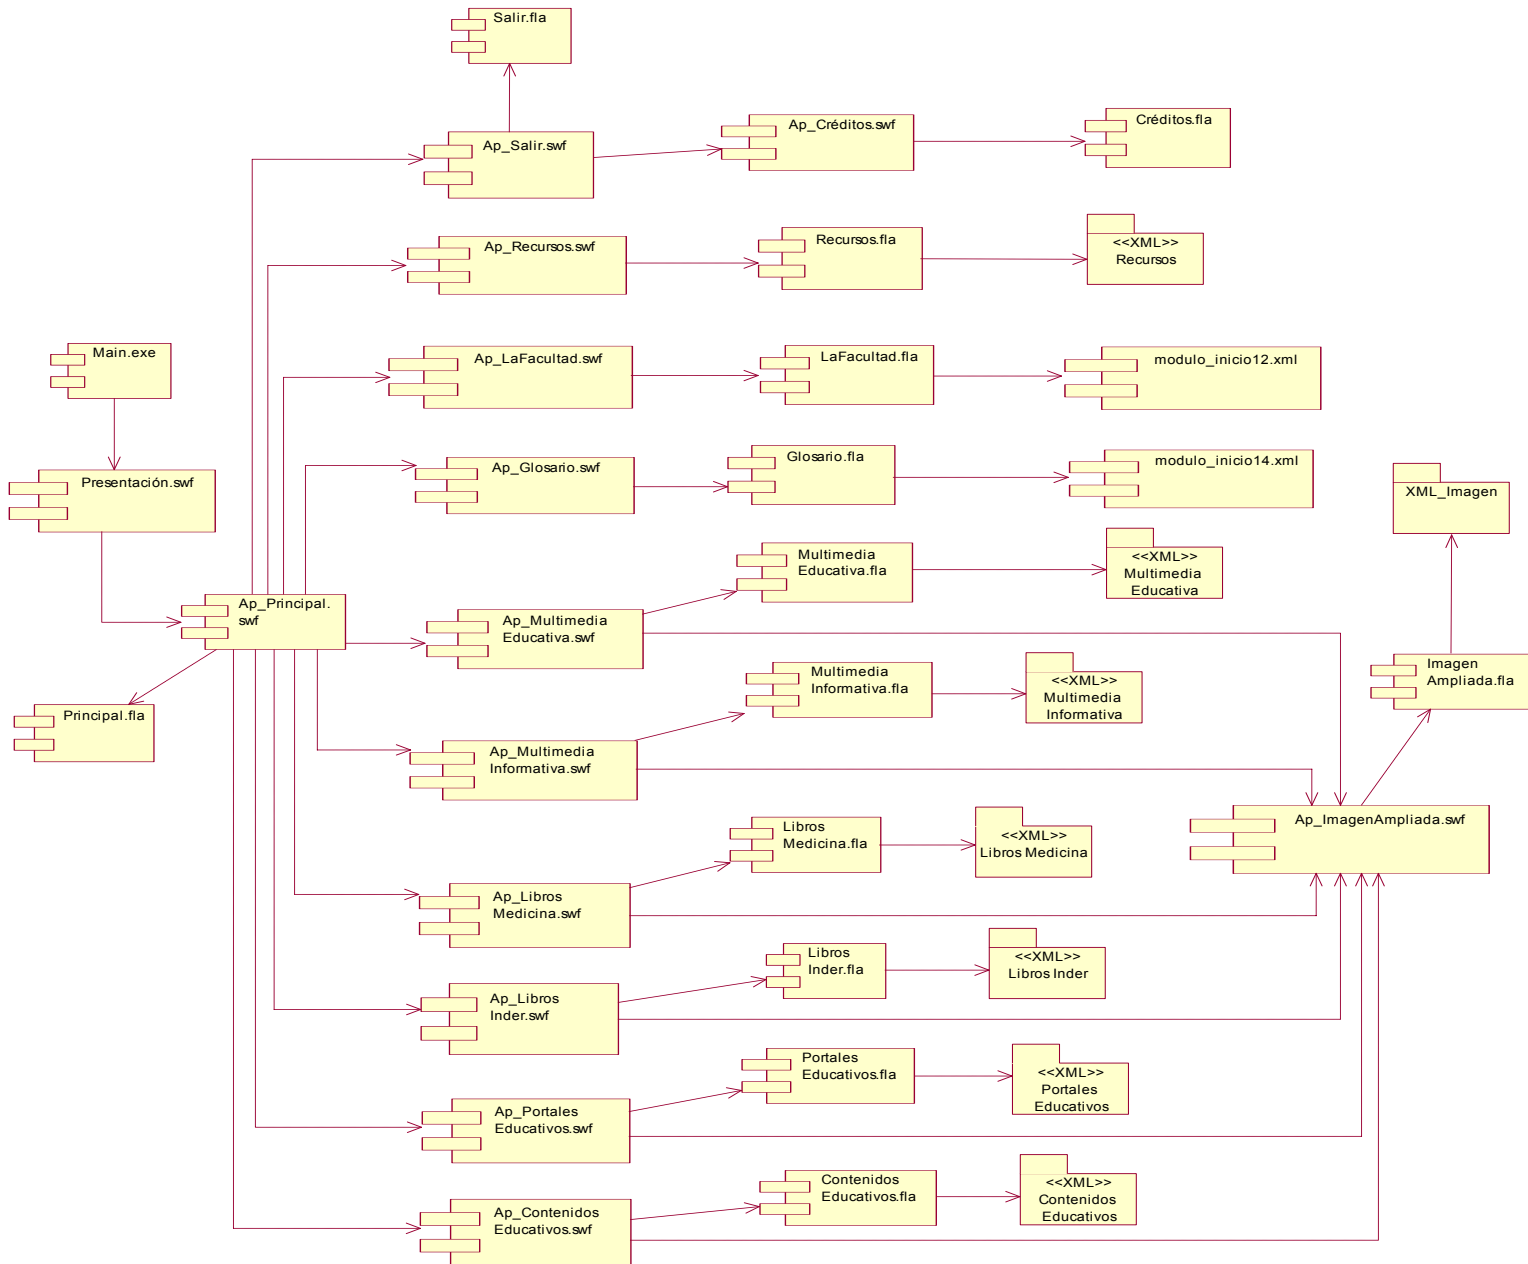 Salir.fla
Ap_Salir.swf
Ap_Créditos.swf
Créditos.fla
Ap_Recursos.swf
Recursos.fla
<<XML>>
Recursos
Main.exe
Ap_LaFacultad.swf
LaFacultad.fla
modulo_inicio12.xml
Presentación.swf
Ap_Glosario.swf
Glosario.fla
modulo_inicio14.xml
XML_Imagen
Multimedia
Educativa.fla
<<XML>>
Multimedia
Educativa
Ap_Principal.
swf
Ap_Multimedia
Educativa.swf
Imagen
Ampliada.fla
Principal.fla
Multimedia
Informativa.fla
<<XML>>
Multimedia
Informativa
Ap_Multimedia
Informativa.swf
Ap_ImagenAmpliada.swf
Libros
Medicina.fla
<<XML>>
Libros Medicina
Ap_Libros
Medicina.swf
Libros
Inder.fla
<<XML>>
Libros Inder
Ap_Libros
Inder.swf
Portales
Educativos.fla
<<XML>>
Portales
Educativos
Ap_Portales
Educativos.swf
Contenidos
Educativos.fla
<<XML>>
Contenidos
Educativos
Ap_Contenidos
Educativos.swf